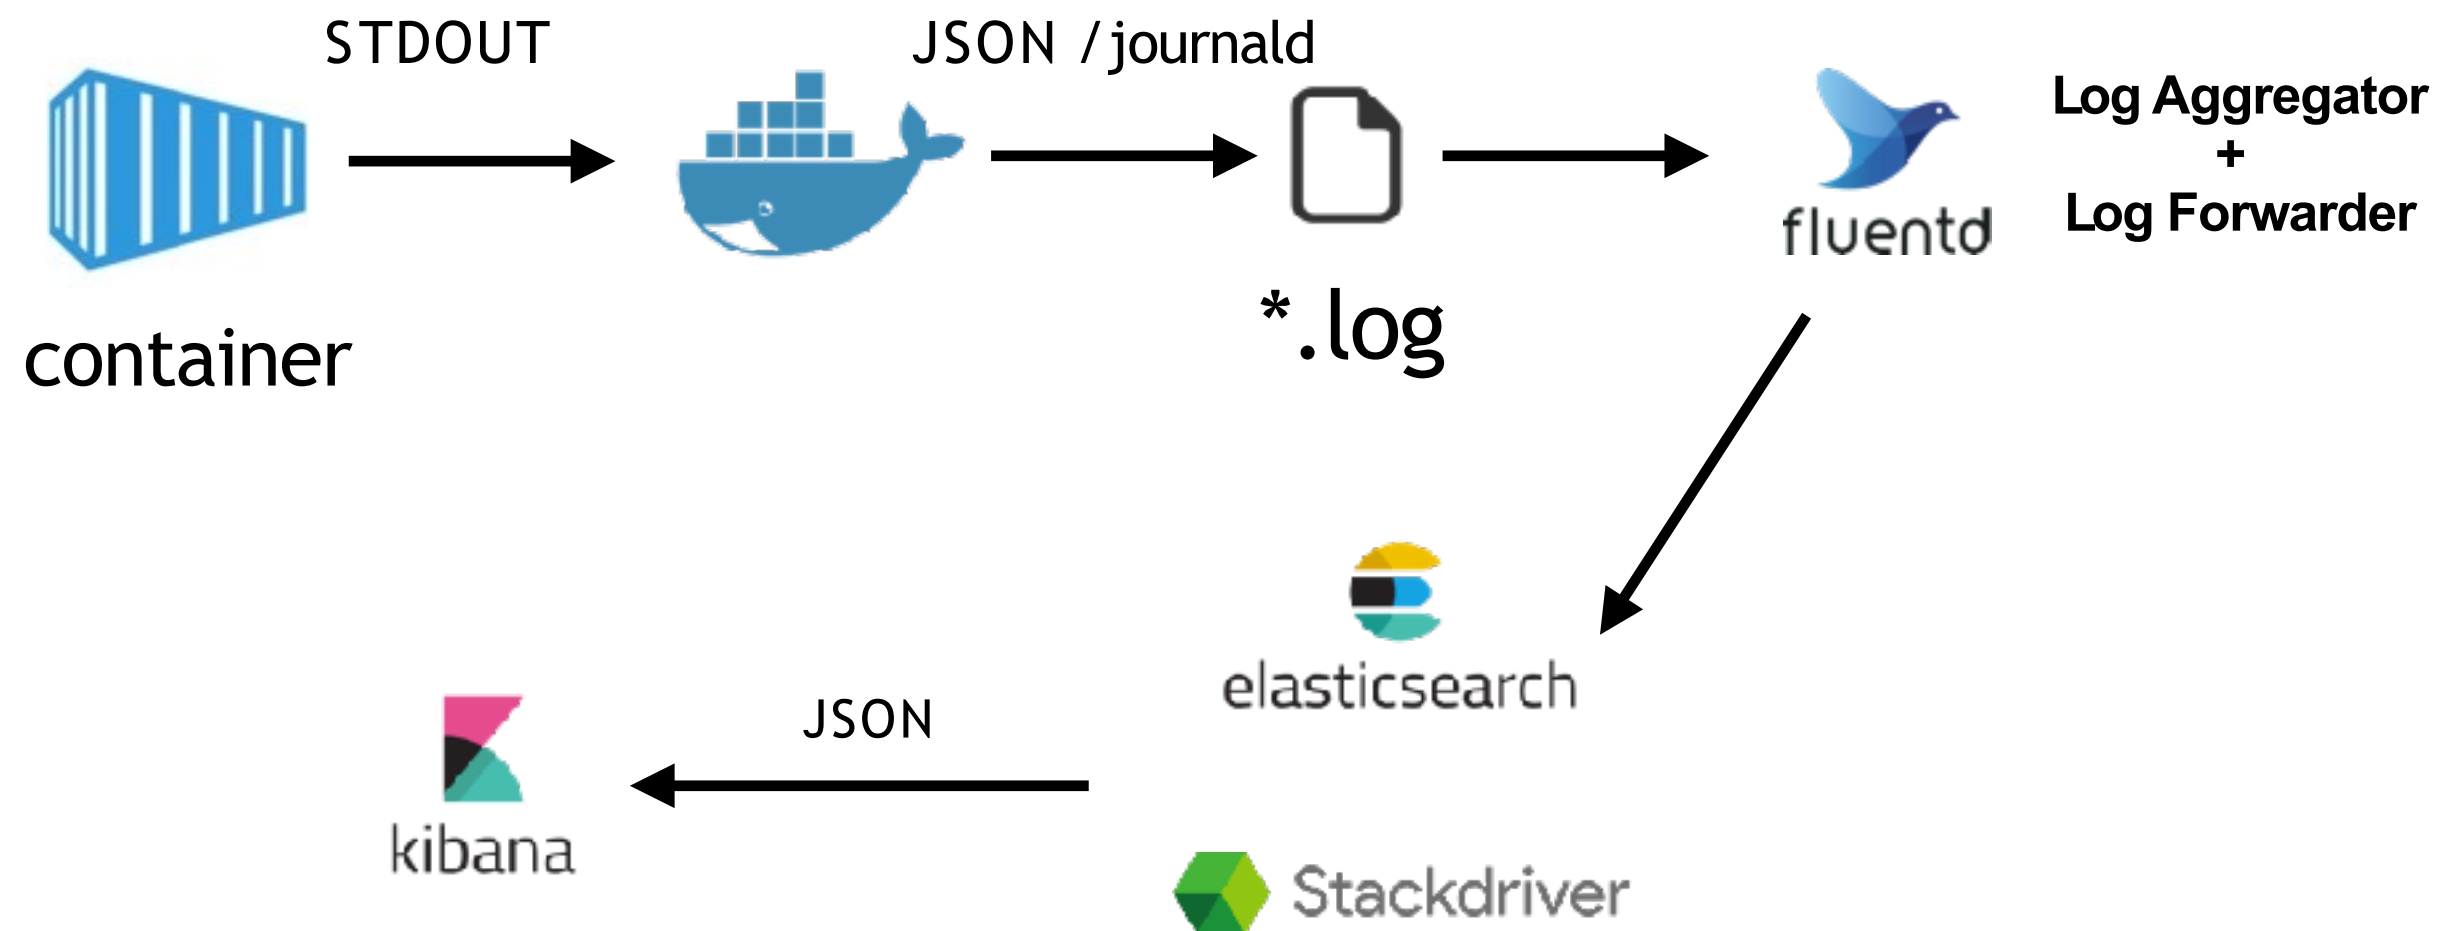 STDOUT
JSON /journald
container
*.log
fluentd
Log Aggregator
+
Log Forwarder
elasticsearch
JSON
kibana
Stackdriver